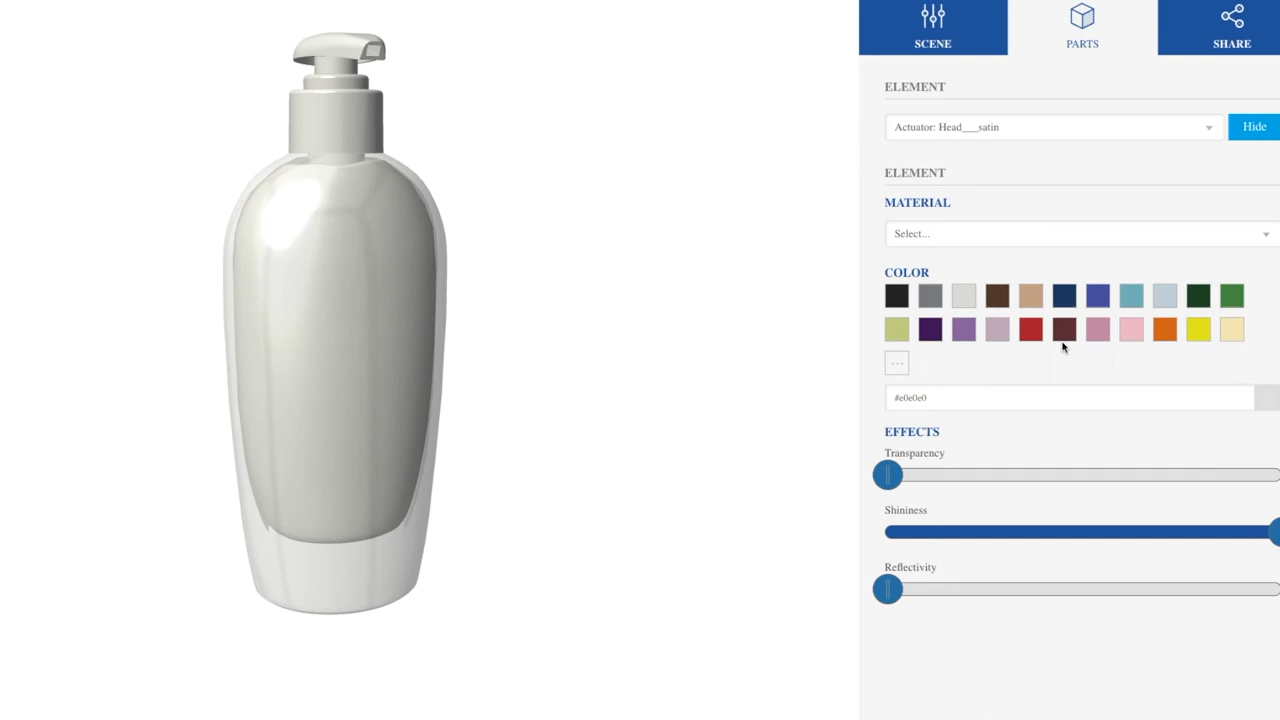 SCENE
PARTS
SHARE
ELEMENT
Actuator: Head___satin
Hide
ELEMENT
MATERIAL
Select...
COLOR
...
#e0e0e0
EFFECTS
Transparency
Shininess
Reflectivity